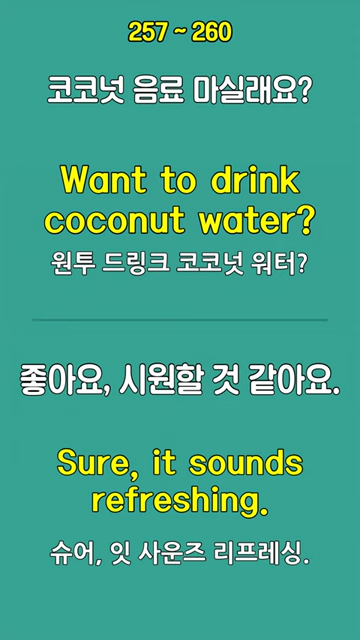 257 ~ 260
코코넛 음료 마실래요?
Want to drink
coconut water?
원투 드링크 코코넛 워터?
좋아요, 시원할 것 같아요.
Sure, it sounds
refreshing.
슈어, 잇 사운즈 리프레싱.